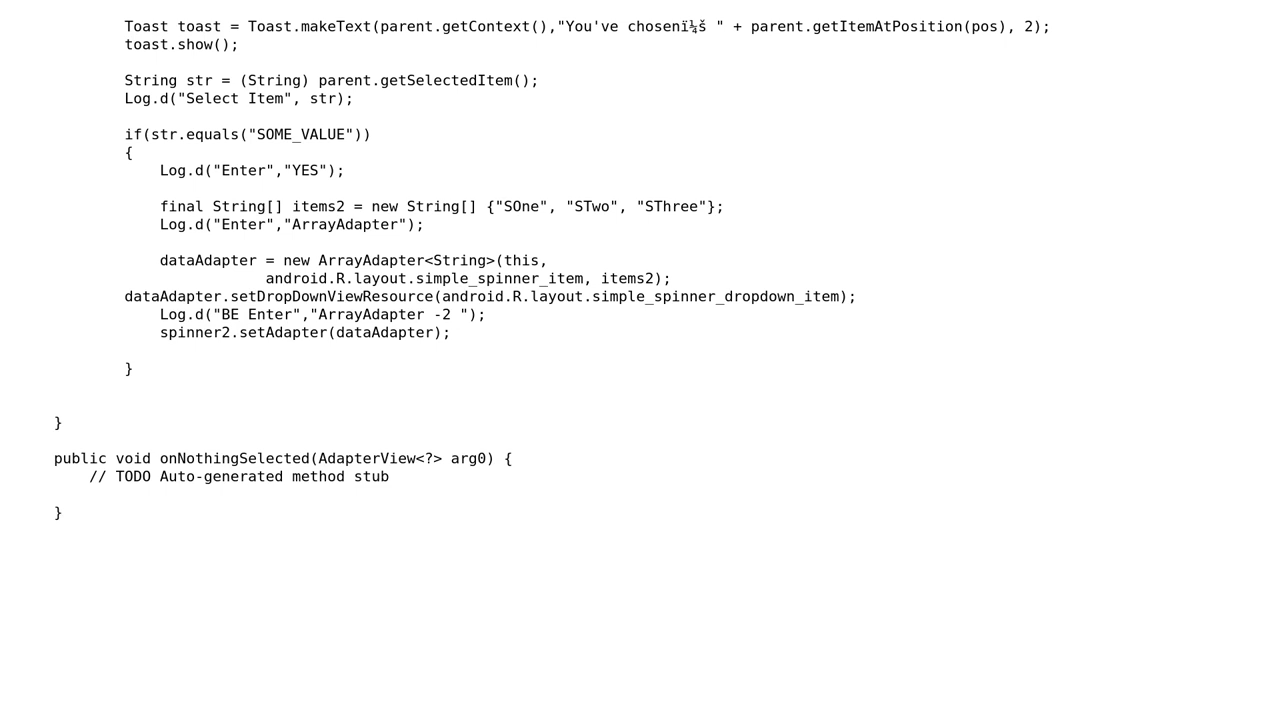 Toast toast = Toast.makeText(parent.getContext(),"You've chosenï¼š " + parent.getItemAtPosition(pos), 2);
toast.show();
String str = (String) parent.getSelectedItem();
Log.d("Select Item", str);
if(str.equals("SOME_VALUE"))
{
Log.d("Enter","YES");
final String[] items2 = new String[] {"SOne", "STwo", "SThree"};
Log.d("Enter","ArrayAdapter");
dataAdapter = new ArrayAdapter<String>(this,
android.R.layout.simple_spinner_item, items2);
dataAdapter.setDropDownViewResource(android.R.layout.simple_spinner_dropdown_item);
Log.d("BE Enter","ArrayAdapter -2 ");
spinner2.setAdapter(dataAdapter);
}
}
public void onNothingSelected(AdapterView<?> arg0) {
// TODO Auto-generated method stub
}